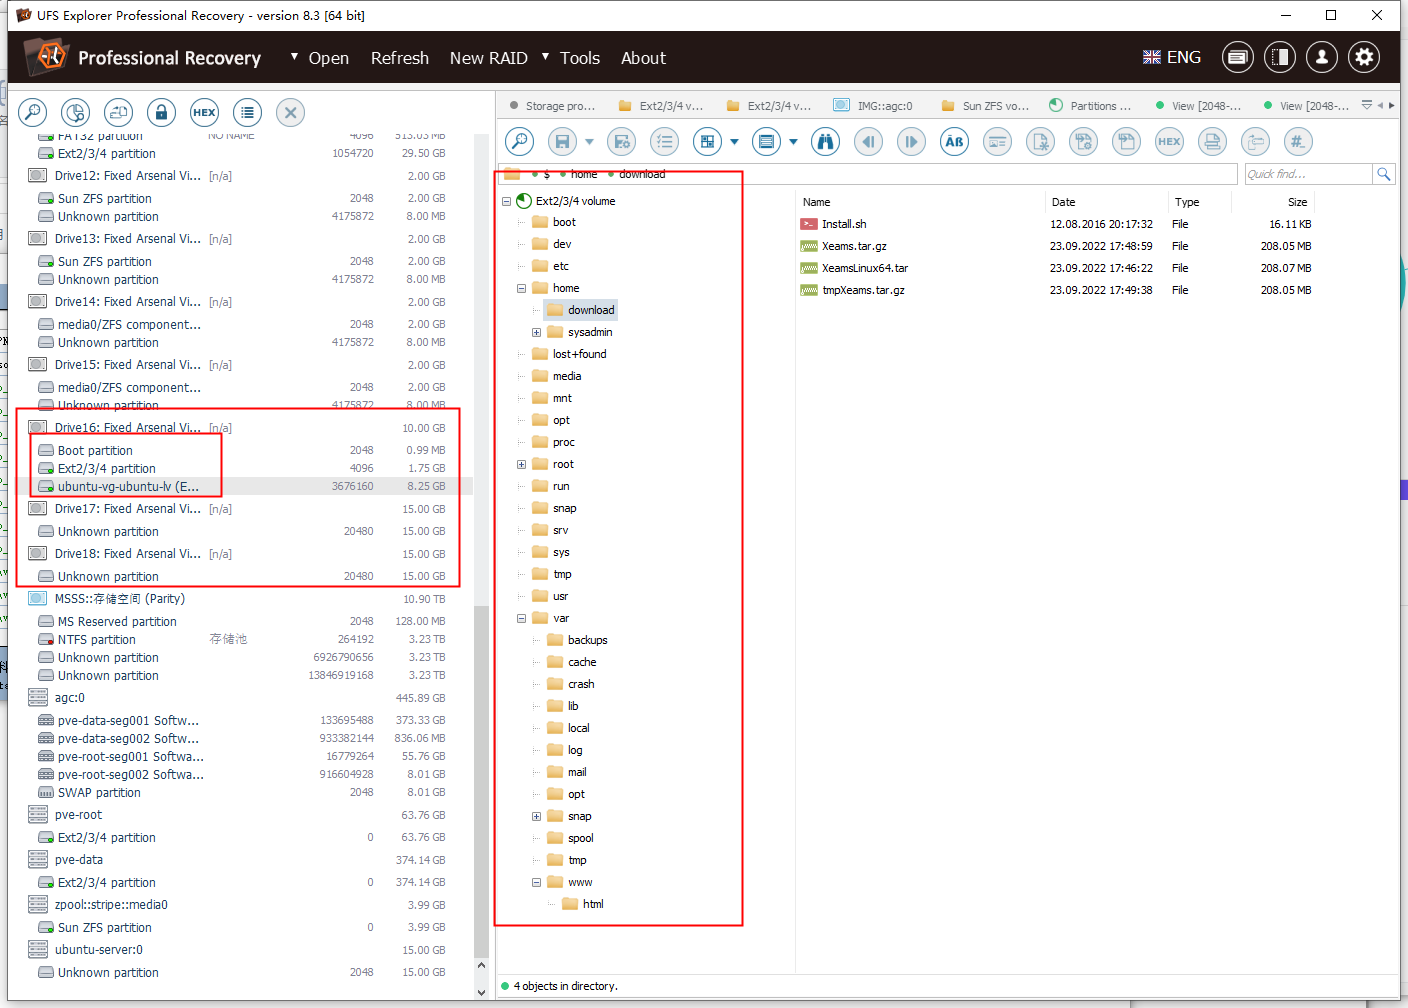 UFS Explorer Professional Recovery - version 8.3 [64 bit]
Professional Recovery
Open Refresh New RAID Tools About
ENG
HEX
Storage pro... Ext2/3/4 v... Ext2/3/4 v... IMG::agc:0 Sun ZFS vo... Partitions ... View [2048-... View [2048-...
FAT32 partition NO NAME 4096 513.03 MB
Ext2/3/4 partition 1054720 29.50 GB
Drive12: Fixed Arsenal Vi... [n/a] 2.00 GB
Sun ZFS partition 2048 2.00 GB
Unknown partition 4175872 8.00 MB
Drive13: Fixed Arsenal Vi... [n/a] 2.00 GB
Sun ZFS partition 2048 2.00 GB
Unknown partition 4175872 8.00 MB
Drive14: Fixed Arsenal Vi... [n/a] 2.00 GB
media0/ZFS component... 2048 2.00 GB
Unknown partition 4175872 8.00 MB
Drive15: Fixed Arsenal Vi... [n/a] 2.00 GB
media0/ZFS component... 2048 2.00 GB
Unknown partition 4175872 8.00 MB
Drive16: Fixed Arsenal Vi... [n/a] 10.00 GB
Boot partition 2048 0.99 MB
Ext2/3/4 partition 4096 1.75 GB
ubuntu-vg-ubuntu-lv (E... 3676160 8.25 GB
Drive17: Fixed Arsenal Vi... [n/a] 15.00 GB
Unknown partition 20480 15.00 GB
Drive18: Fixed Arsenal Vi... [n/a] 15.00 GB
Unknown partition 20480 15.00 GB
MSSS::存储空间 (Parity) 10.90 TB
MS Reserved partition 2048 128.00 MB
NTFS partition 存储池 264192 3.23 TB
Unknown partition 6926790656 3.23 TB
Unknown partition 13846919168 3.23 TB
agc:0 445.89 GB
pve-data-seg001 Softw... 133695488 373.33 GB
pve-data-seg002 Softw... 933382144 836.06 MB
pve-root-seg001 Softwa... 16779264 55.76 GB
pve-root-seg002 Softwa... 916604928 8.01 GB
SWAP partition 2048 8.01 GB
pve-root 63.76 GB
Ext2/3/4 partition 0 63.76 GB
pve-data 374.14 GB
Ext2/3/4 partition 0 374.14 GB
zpool::stripe::media0 3.99 GB
Sun ZFS partition 0 3.99 GB
ubuntu-server:0 15.00 GB
Unknown partition 2048 15.00 GB
ÄB HEX #_
$ home download
Quick find...
Ext2/3/4 volume
boot
dev
etc
home
download
sysadmin
lost+found
media
mnt
opt
proc
root
run
snap
srv
sys
tmp
usr
var
backups
cache
crash
lib
local
log
mail
opt
snap
spool
tmp
www
html
Name Date Type Size
Install.sh 12.08.2016 20:17:32 File 16.11 KB
Xeams.tar.gz 23.09.2022 17:48:59 File 208.05 MB
XeamsLinux64.tar 23.09.2022 17:46:22 File 208.07 MB
tmpXeams.tar.gz 23.09.2022 17:49:38 File 208.05 MB
4 objects in directory.